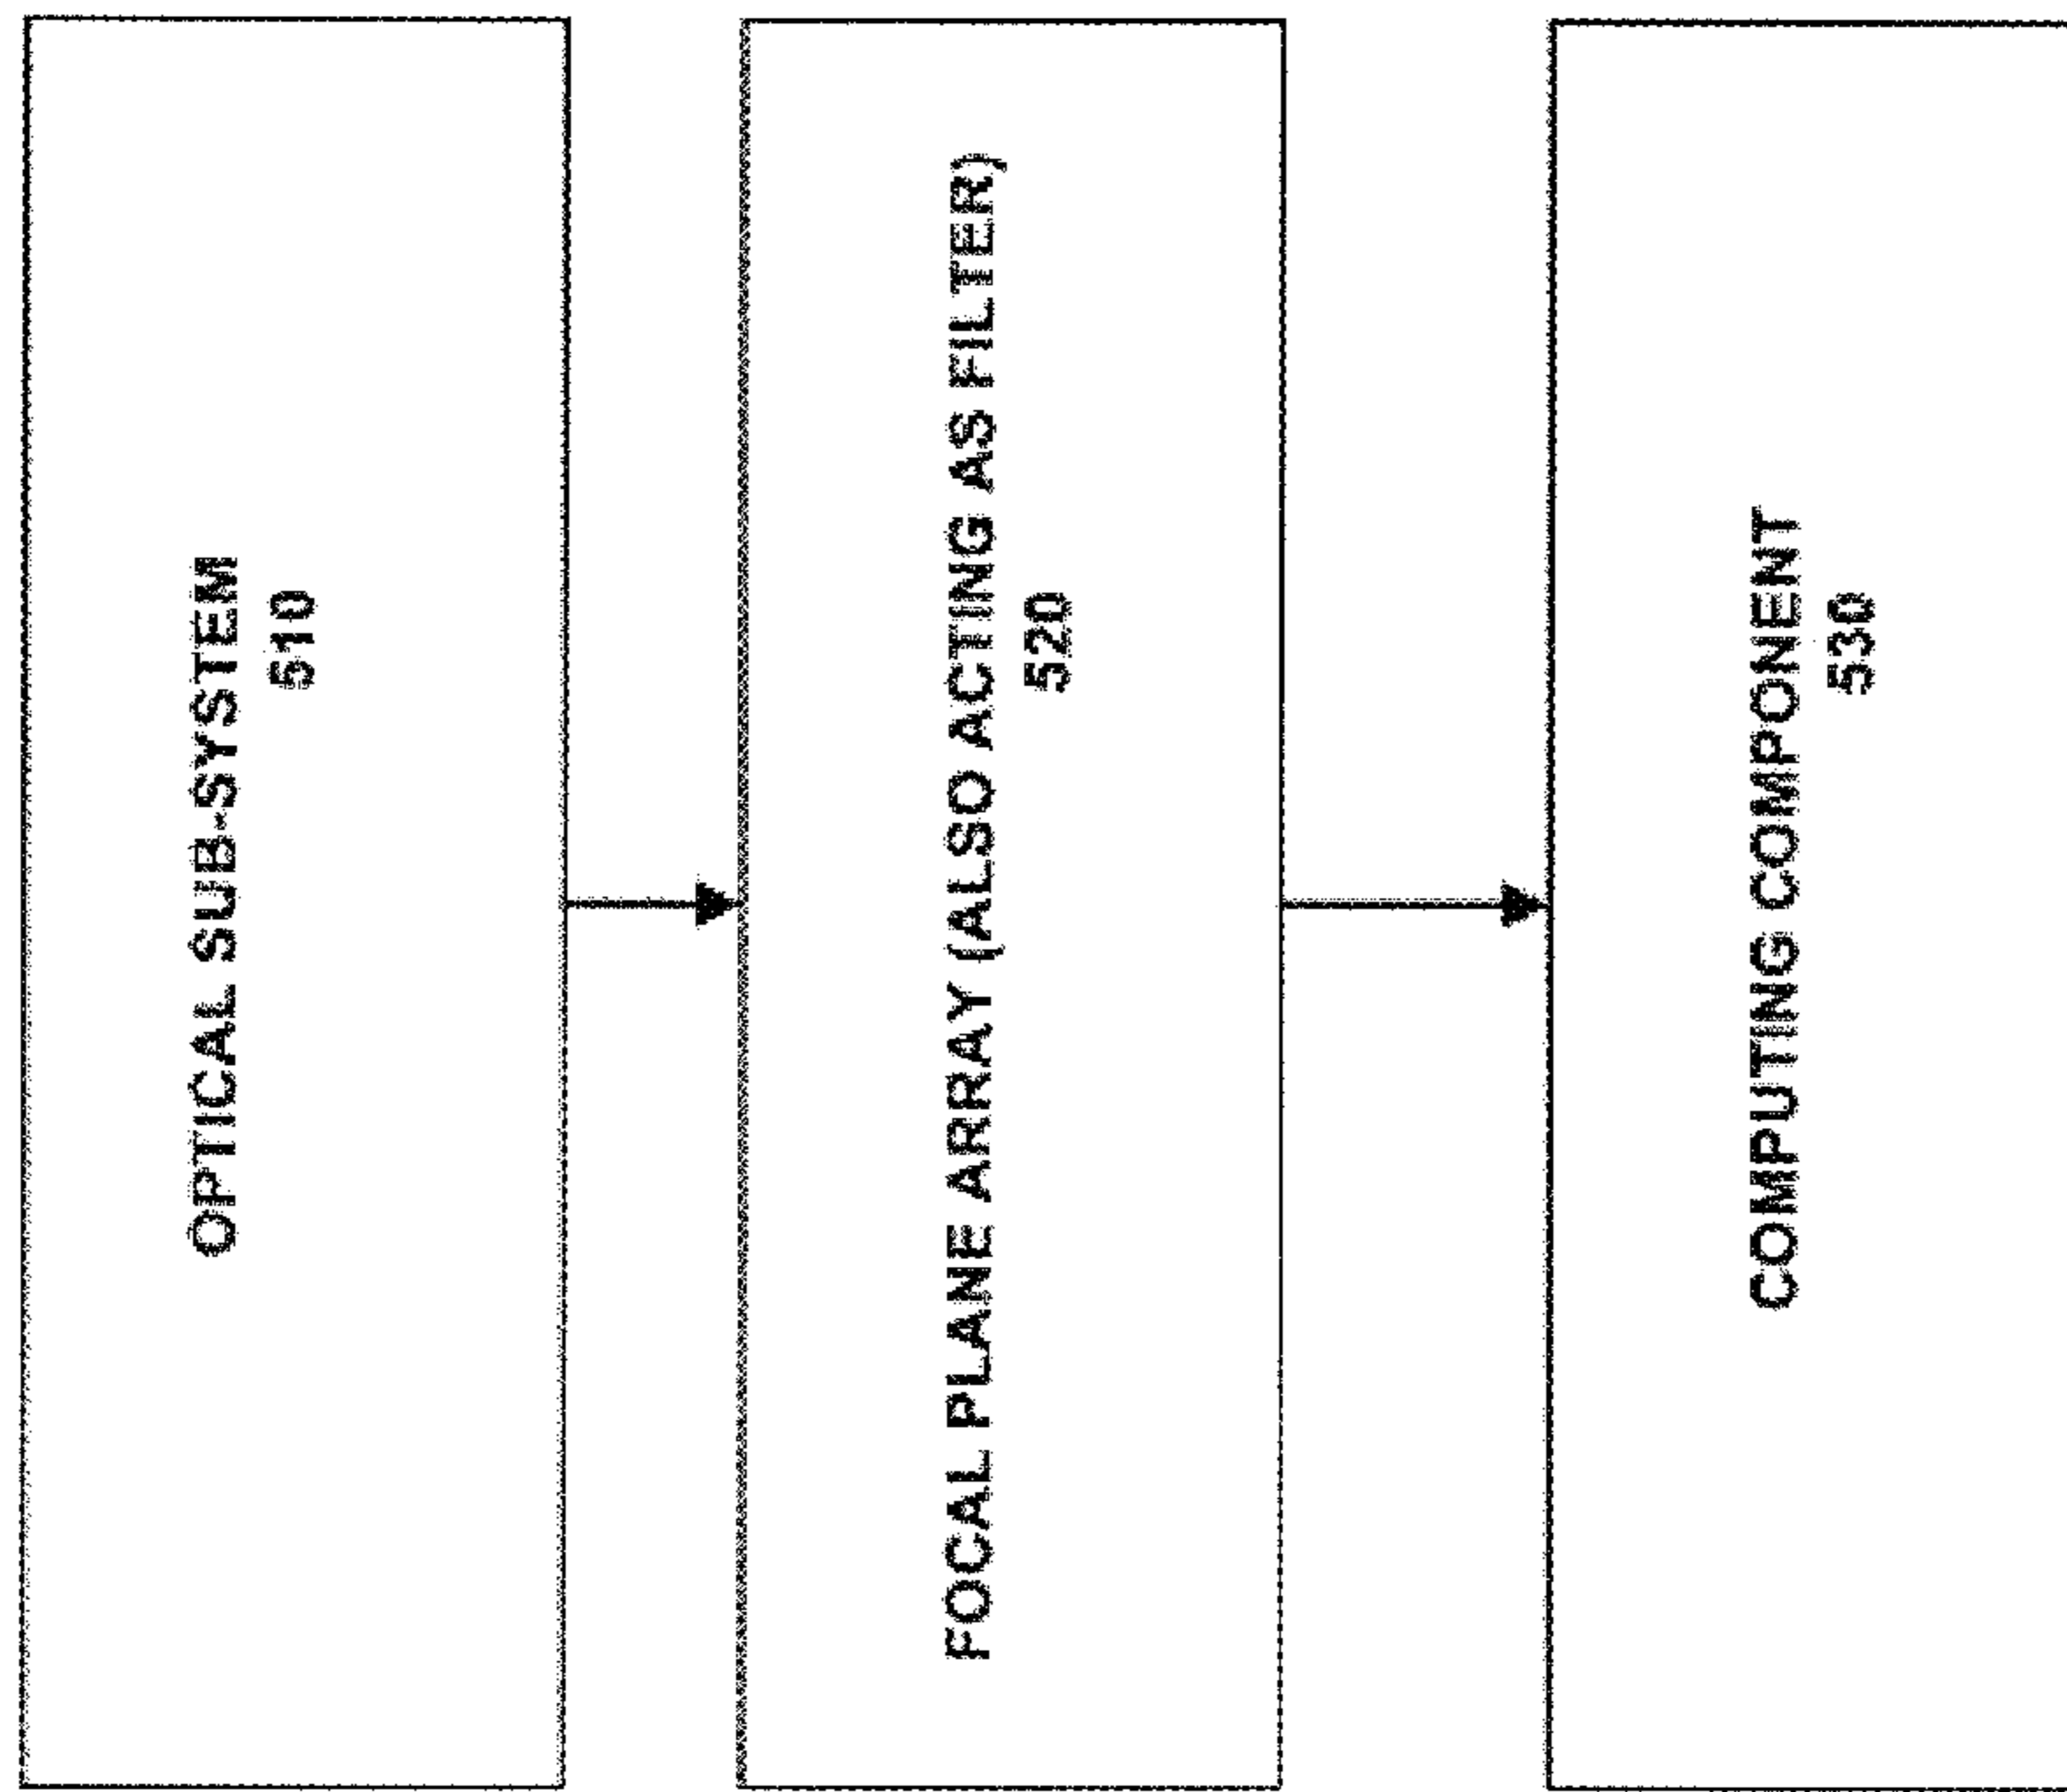 OPTICAL SUB-SYSTEM
510
FOCAL PLANE ARRAY (ALSO ACTING AS FILTER)
520
COMPUTING COMPONENT
530